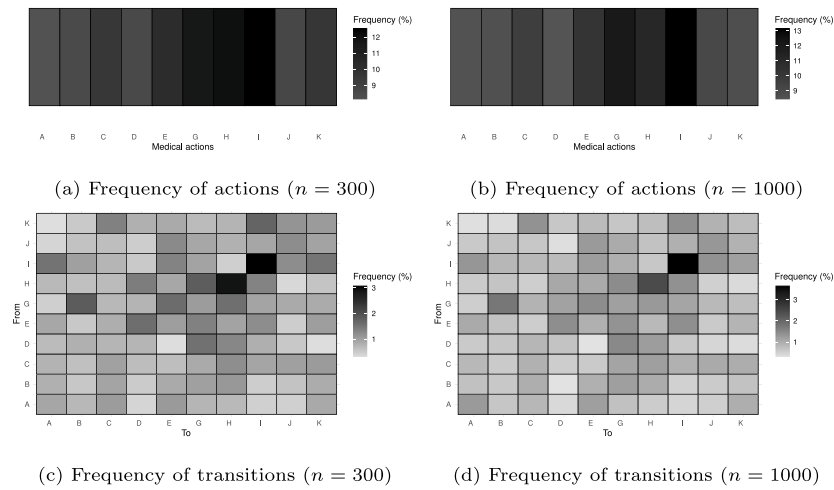 Frequency (%)
12
11
10
9
A B C D E G H I J K
Medical actions
(a) Frequency of actions (n = 300)
Frequency (%)
13
12
11
10
9
A B C D E G H I J K
Medical actions
(b) Frequency of actions (n = 1000)
K
J
I
H
G
E
D
C
B
A
From
A B C D E G H I J K
To
Frequency (%)
3
2
1
(c) Frequency of transitions (n = 300)
K
J
I
H
G
E
D
C
B
A
From
A B C D E G H I J K
To
Frequency (%)
3
2
1
(d) Frequency of transitions (n = 1000)